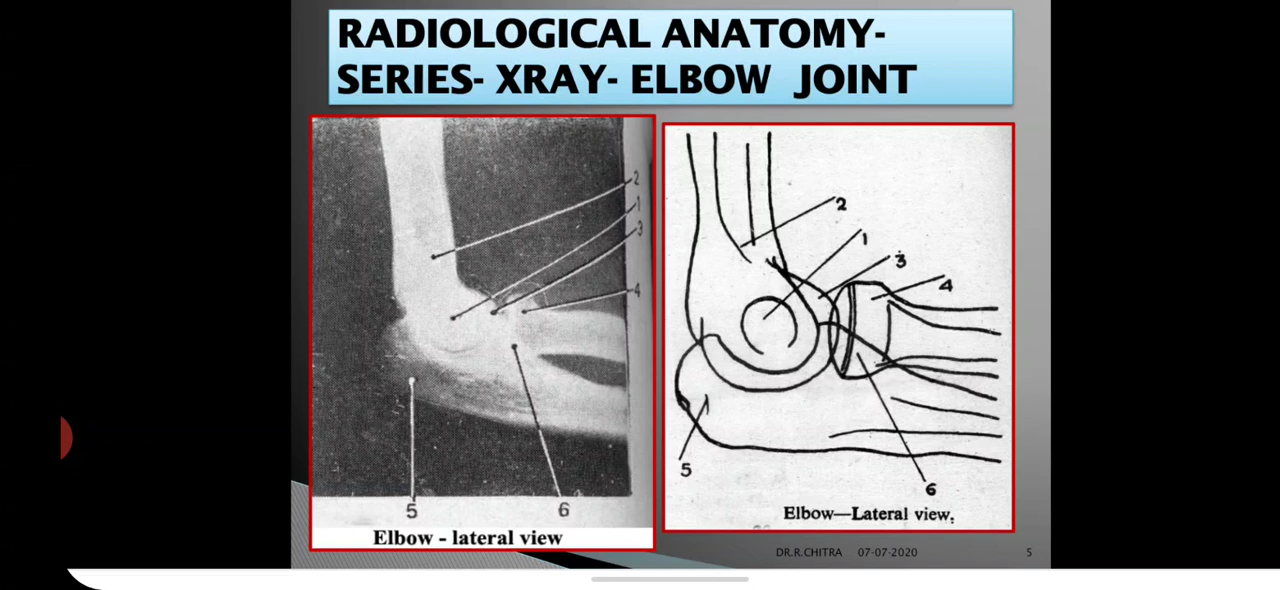 RADIOLOGICAL ANATOMY-
SERIES- XRAY- ELBOW JOINT
2
1
3
4
5
6
Elbow - lateral view
2
1
3
4
5
6
Elbow—Lateral view.
DR.R.CHITRA 07-07-2020 5